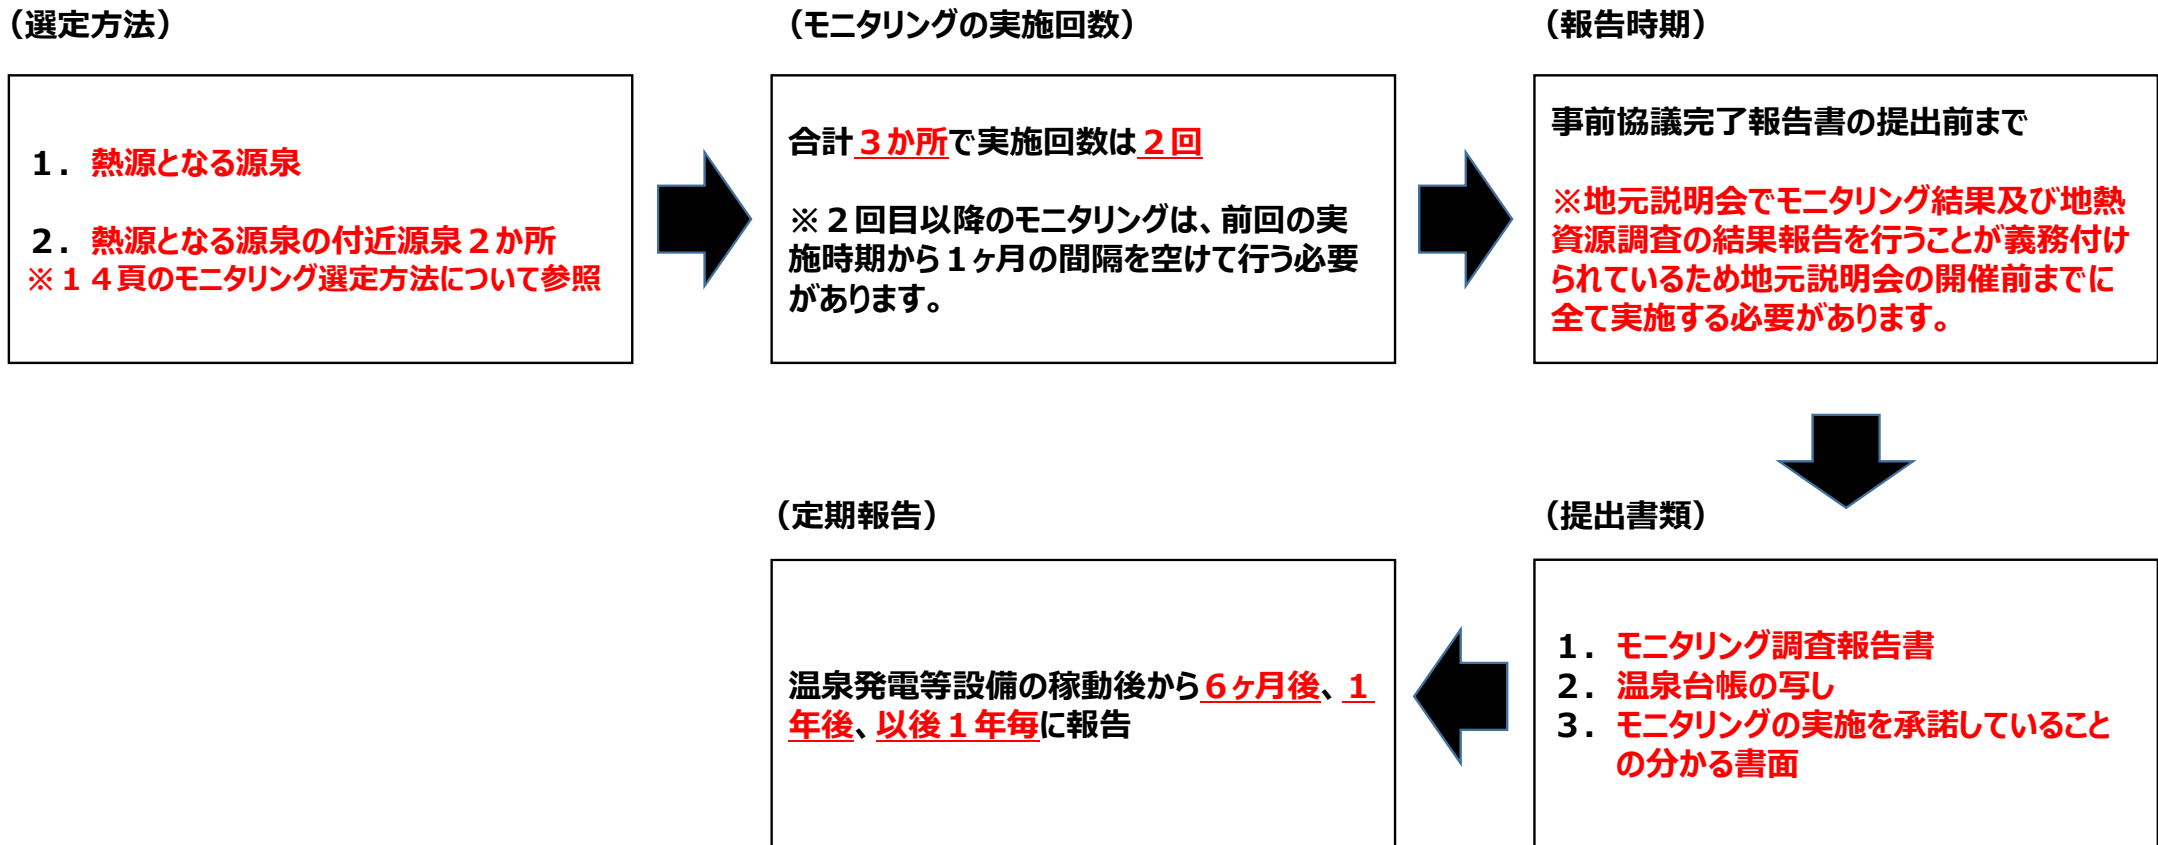 （選定方法）
１．熱源となる源泉
２．熱源となる源泉の付近源泉２か所
※１４頁のモニタリング選定方法について参照
（モニタリングの実施回数）
合計３か所で実施回数は２回
※２回目以降のモニタリングは、前回の実
施時期から１ヶ月の間隔を空けて行う必要
があります。
（報告時期）
事前協議完了報告書の提出前まで
※地元説明会でモニタリング結果及び地熱
資源調査の結果報告を行うことが義務付け
られているため地元説明会の開催前までに
全て実施する必要があります。
（提出書類）
１．モニタリング調査報告書
２．温泉台帳の写し
３．モニタリングの実施を承諾していること
の分かる書面
（定期報告）
温泉発電等設備の稼動後から６ヶ月後、１
年後、以後１年毎に報告